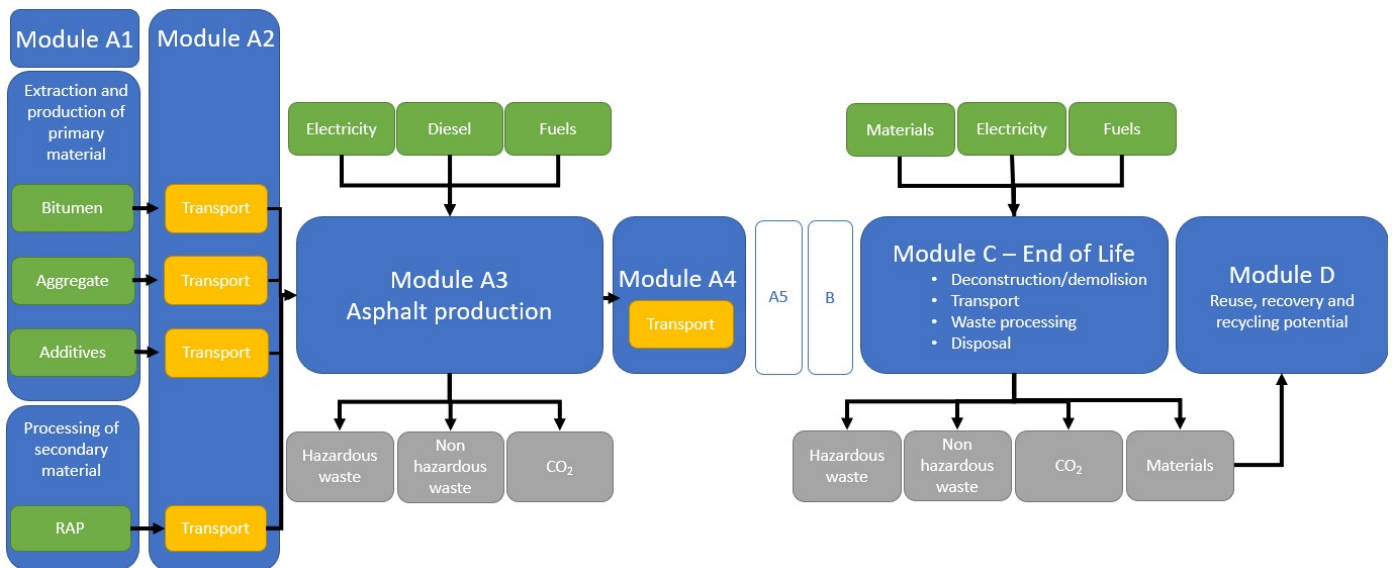 Module A1
Extraction and
production of
primary
material
Bitumen
Aggregate
Additives
Processing of
secondary
material
RAP
Module A2
Transport
Transport
Transport
Transport
Electricity
Diesel
Fuels
Module A3
Asphalt production
Hazardous
waste
Non
hazardous
waste
CO₂
Module A4
Transport
A5
B
Materials
Electricity
Fuels
Module C – End of Life
• Deconstruction/demolision
• Transport
• Waste processing
• Disposal
Hazardous
waste
Non
hazardous
waste
CO₂
Materials
Module D
Reuse, recovery and
recycling potential